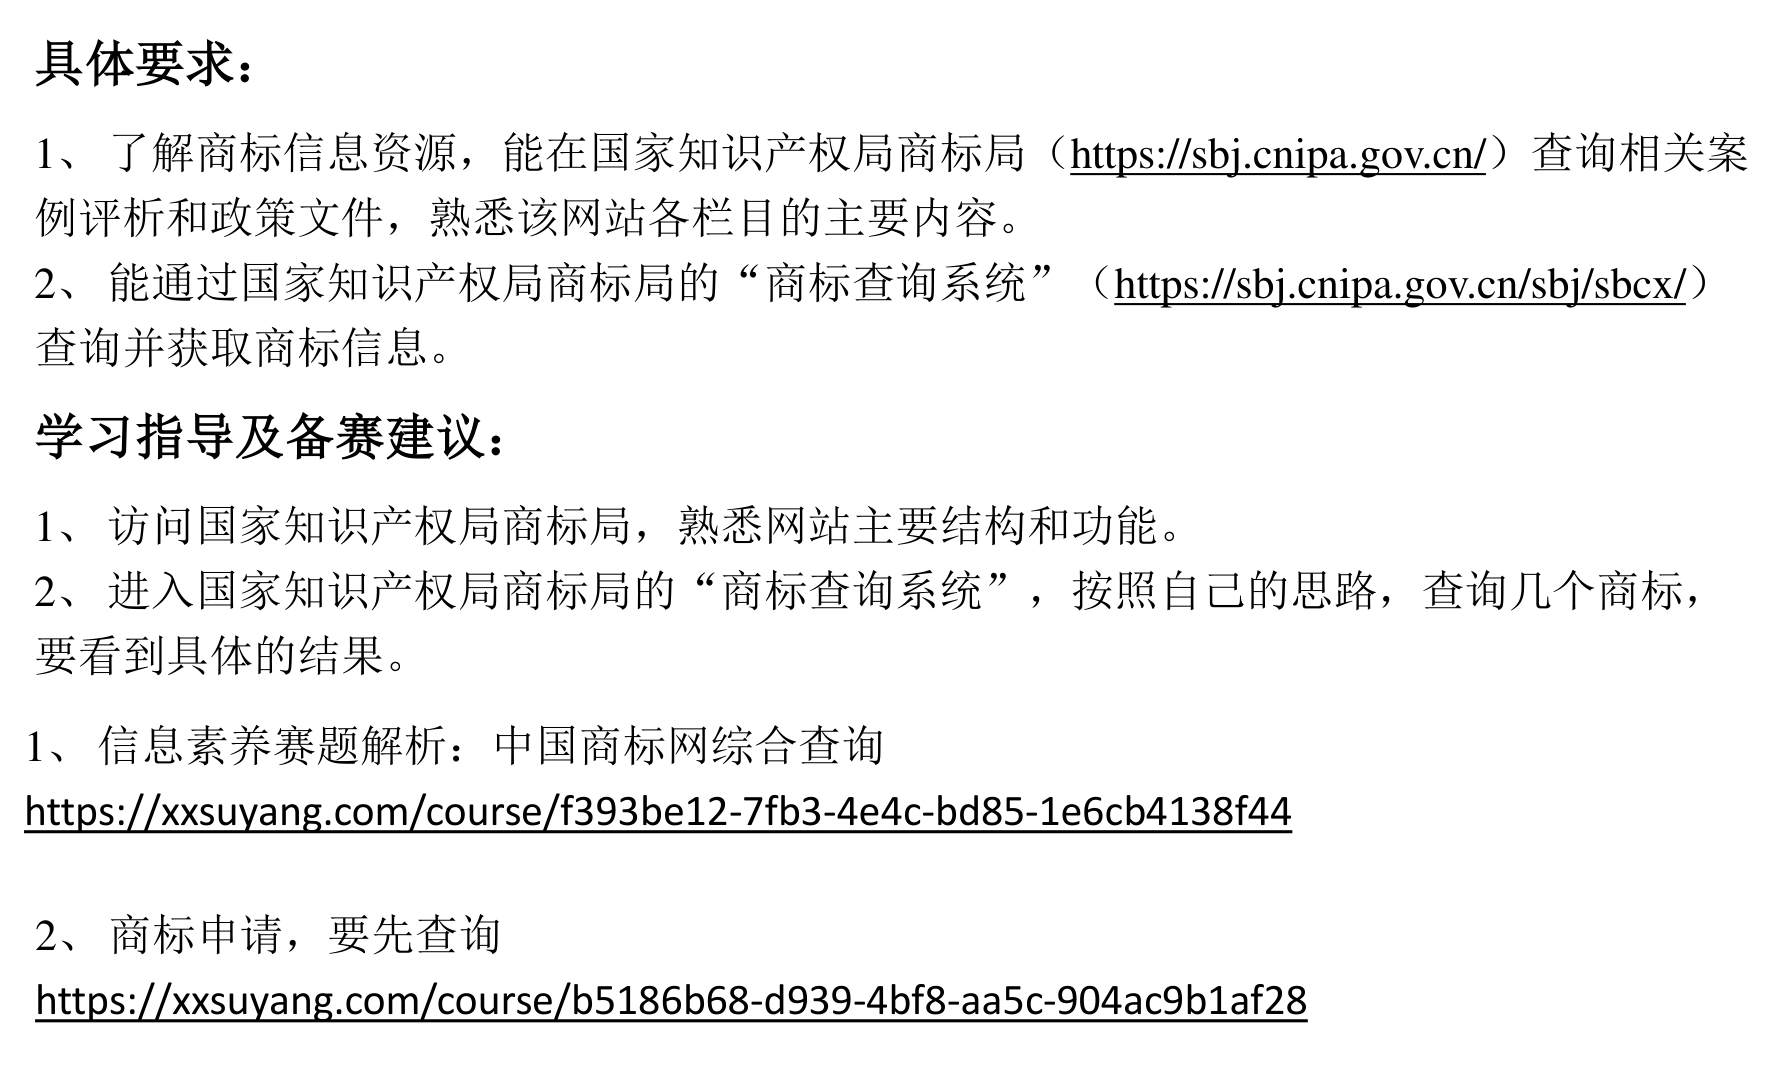 具体要求：
1、 了解商标信息资源，能在国家知识产权局商标局（https://sbj.cnipa.gov.cn/）查询相关案
例评析和政策文件，熟悉该网站各栏目的主要内容。
2、 能通过国家知识产权局商标局的“商标查询系统”（https://sbj.cnipa.gov.cn/sbj/sbcx/）
查询并获取商标信息。
学习指导及备赛建议：
1、 访问国家知识产权局商标局，熟悉网站主要结构和功能。
2、 进入国家知识产权局商标局的“商标查询系统”，按照自己的思路，查询几个商标，
要看到具体的结果。
1、 信息素养赛题解析：中国商标网综合查询
https://xxsuyang.com/course/f393be12-7fb3-4e4c-bd85-1e6cb4138f44
2、 商标申请，要先查询
https://xxsuyang.com/course/b5186b68-d939-4bf8-aa5c-904ac9b1af28